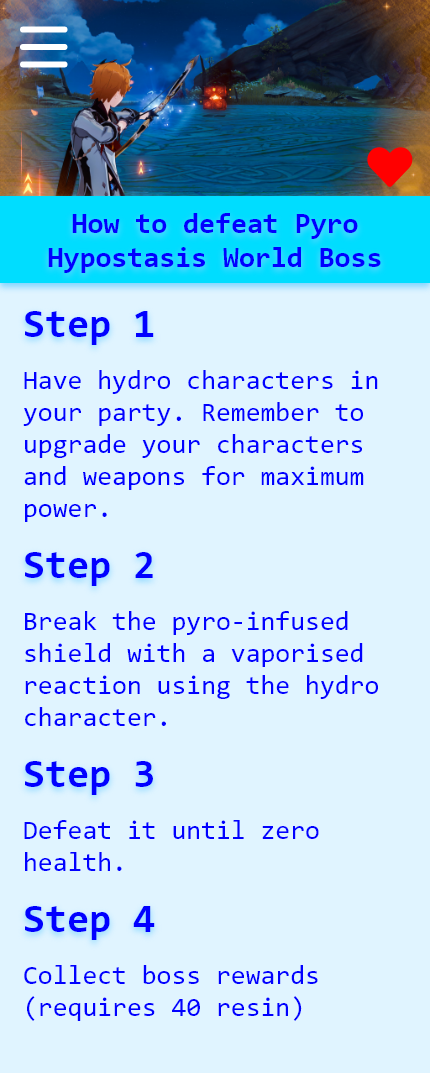 How to defeat Pyro
Hypostasis World Boss
Step 1
Have hydro characters in
your party. Remember to
upgrade your characters
and weapons for maximum
power.
Step 2
Break the pyro-infused
shield with a vaporised
reaction using the hydro
character.
Step 3
Defeat it until zero
health.
Step 4
Collect boss rewards
(requires 40 resin)